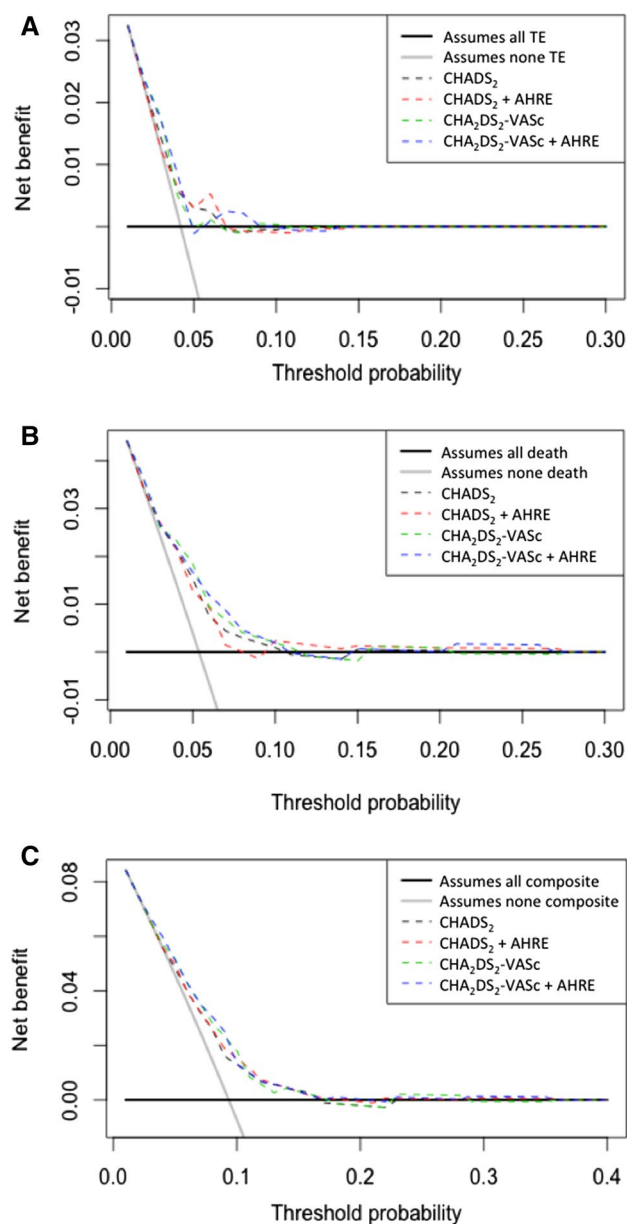 A
Net benefit
0.03
0.02
0.01
-0.01
Assumes all TE
Assumes none TE
CHADS₂
CHADS₂ + AHRE
CHA₂DS₂-VASc
CHA₂DS₂-VASc + AHRE
0.00 0.05 0.10 0.15 0.20 0.25 0.30
Threshold probability
B
Net benefit
0.03
0.01
-0.01
Assumes all death
Assumes none death
CHADS₂
CHADS₂ + AHRE
CHA₂DS₂-VASc
CHA₂DS₂-VASc + AHRE
0.00 0.05 0.10 0.15 0.20 0.25 0.30
Threshold probability
C
Net benefit
0.08
0.04
0.00
Assumes all composite
Assumes none composite
CHADS₂
CHADS₂ + AHRE
CHA₂DS₂-VASc
CHA₂DS₂-VASc + AHRE
0.0 0.1 0.2 0.3 0.4
Threshold probability